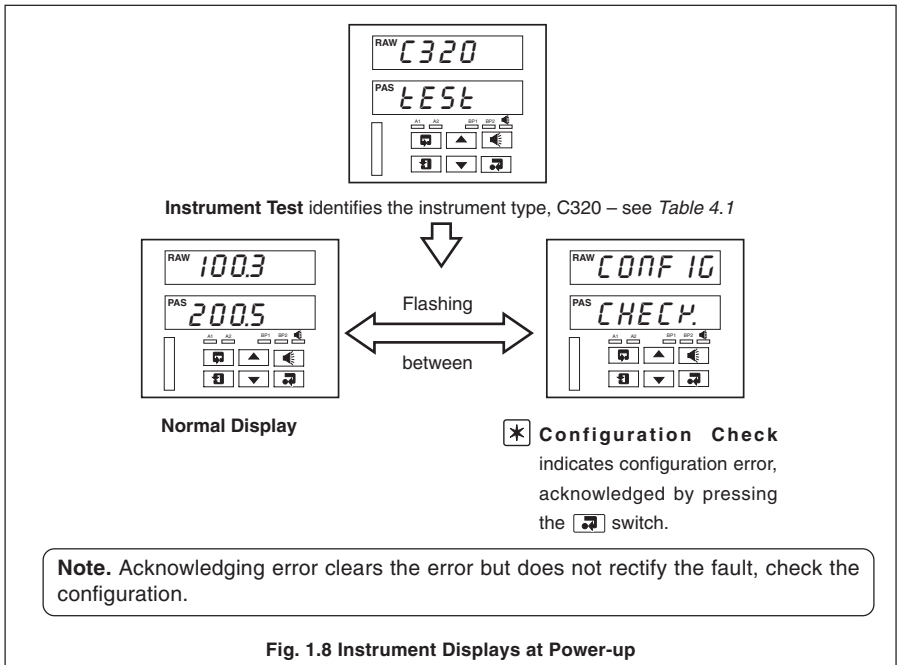 RAW C320
PAS tESt
A1 A2 BP1 BP2
Instrument Test identifies the instrument type, C320 – see Table 4.1
RAW 100.3
PAS 200.5
A1 A2 BP1 BP2
Normal Display
Flashing
between
RAW CONFIG
PAS CHECK.
A1 A2 BP1 BP2
Configuration Check
indicates configuration error,
acknowledged by pressing
the switch.
Note. Acknowledging error clears the error but does not rectify the fault, check the
configuration.
Fig. 1.8 Instrument Displays at Power-up